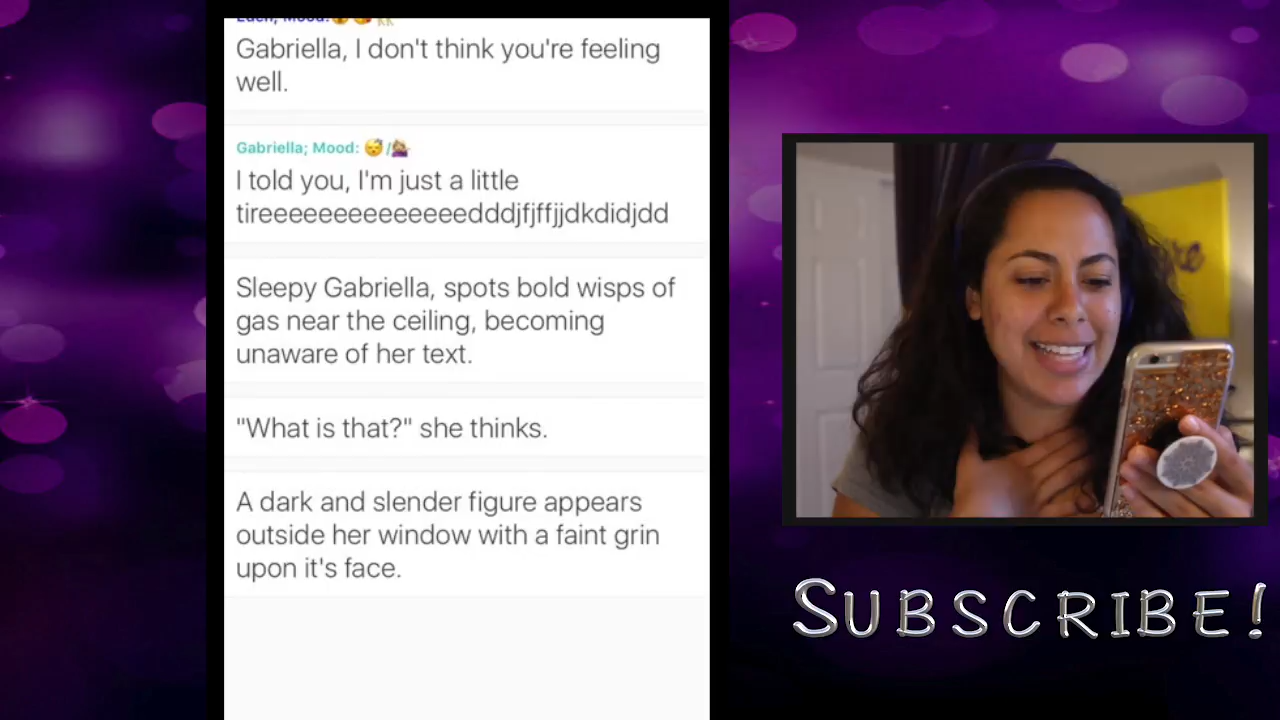 Gabriella, I don't think you're feeling
well.
Gabriella; Mood: 😴/🤷🏼‍♀️
I told you, I'm just a little
tireeeeeeeeeeeeeedddjfjffjjdkdidjdd
Sleepy Gabriella, spots bold wisps of
gas near the ceiling, becoming
unaware of her text.
"What is that?" she thinks.
A dark and slender figure appears
outside her window with a faint grin
upon it's face.
SUBSCRIBE!